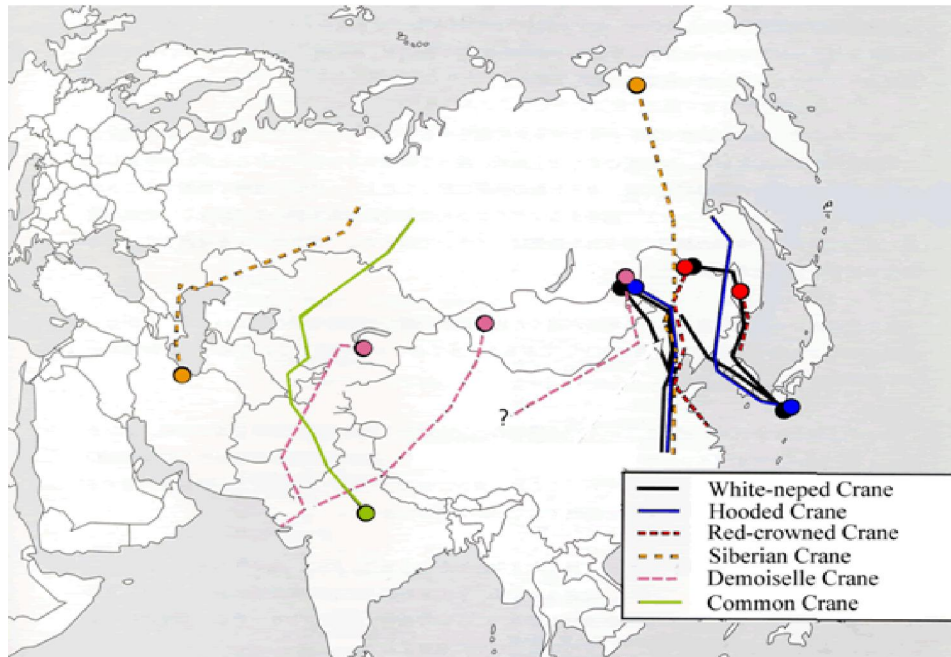 ?
White-neped Crane
Hooded Crane
Red-crowned Crane
Siberian Crane
Demoiselle Crane
Common Crane